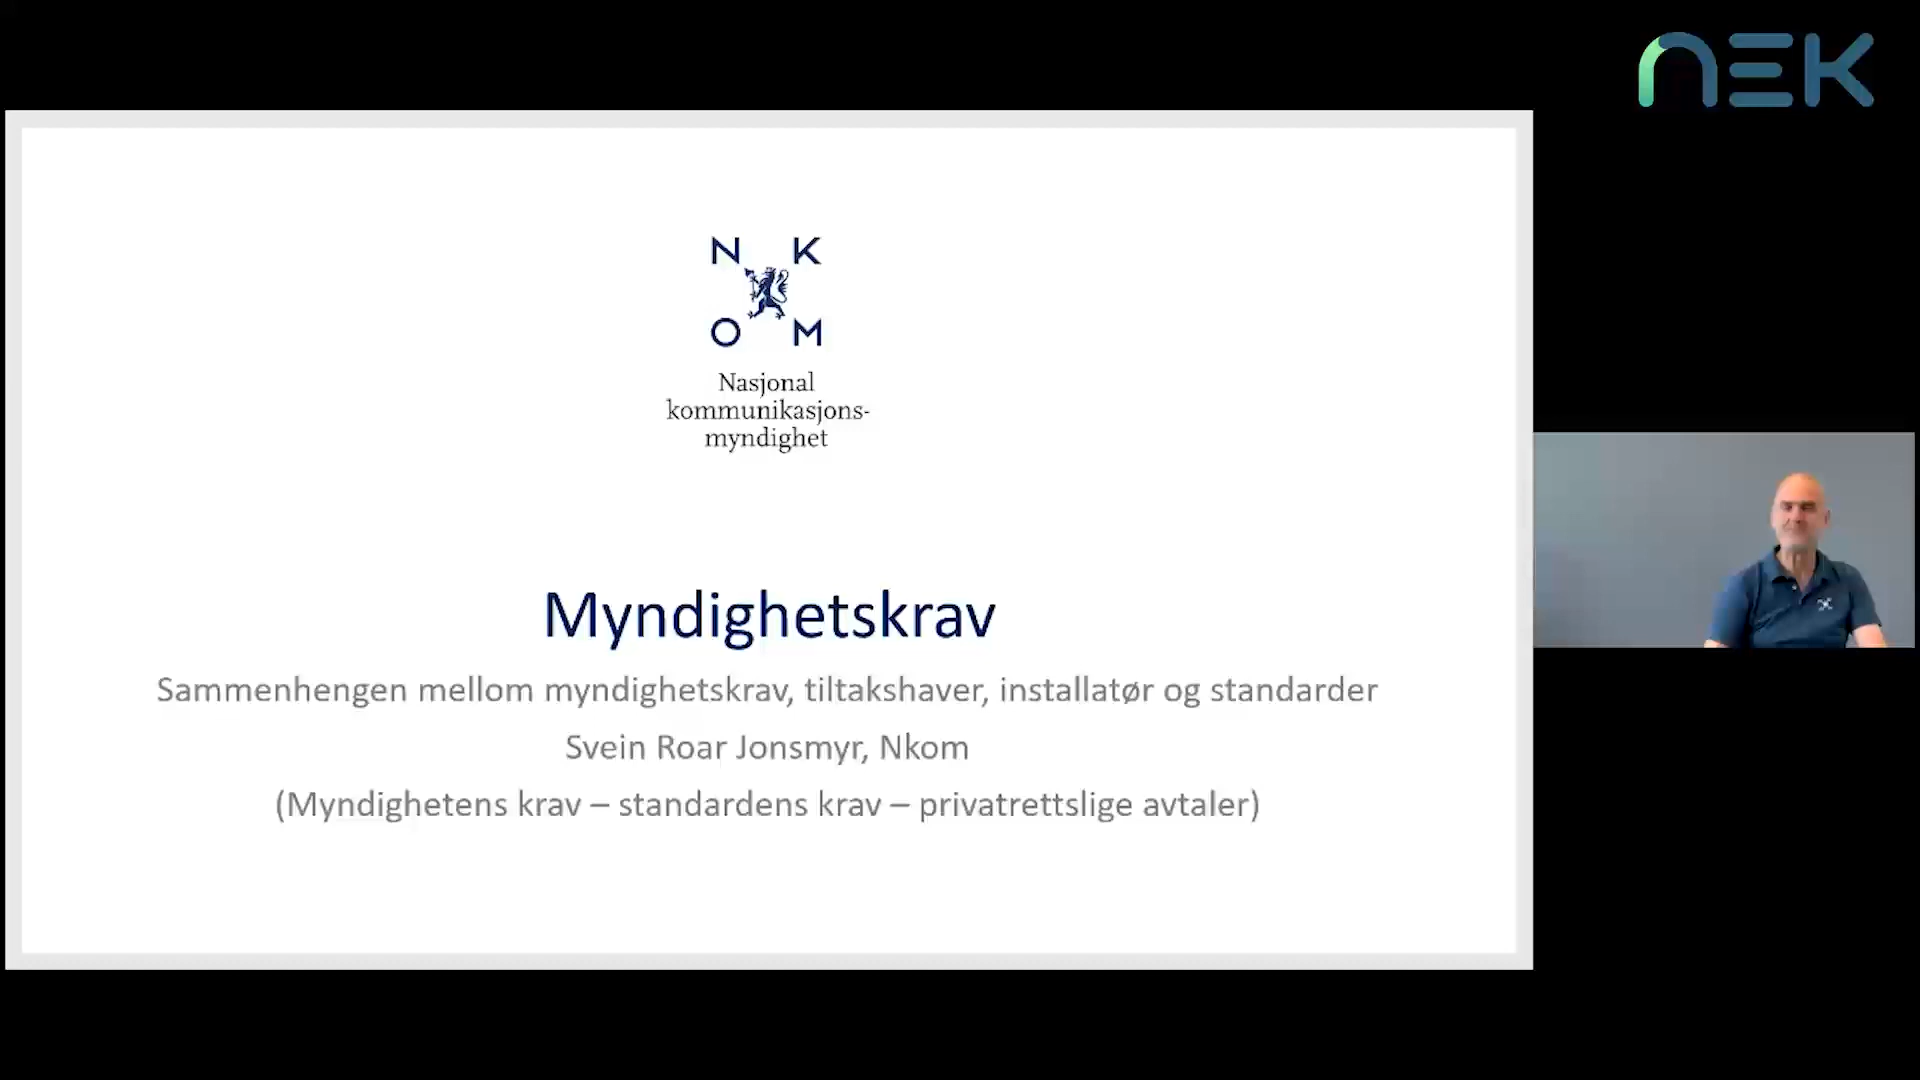 NEK
N K
O M
Nasjonal
kommunikasjons-
myndighet
Myndighetskrav
Sammenhengen mellom myndighetskrav, tiltakshaver, installatør og standarder
Svein Roar Jonsmyr, Nkom
(Myndighetens krav – standardens krav – privatrettslige avtaler)